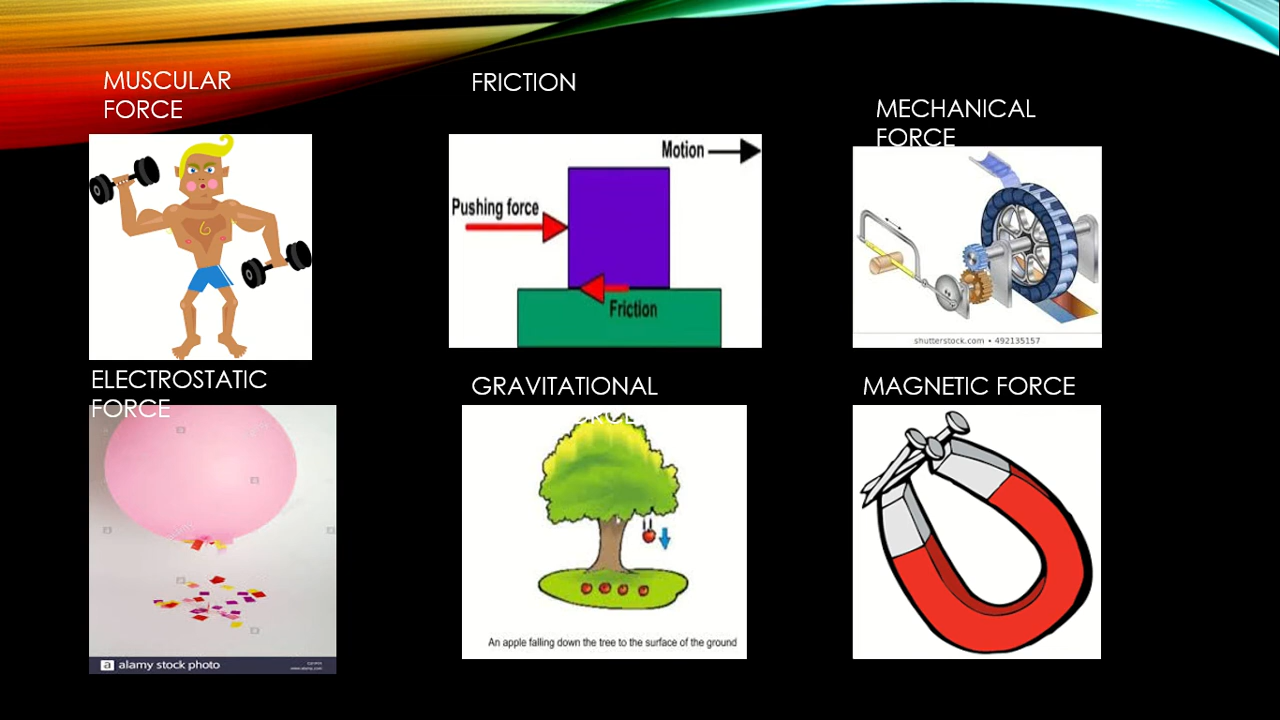 MUSCULAR
FORCE
FRICTION
MECHANICAL
FORCE
Motion
Pushing force
Friction
shutterstock.com • 492135157
ELECTROSTATIC
FORCE
GRAVITATIONAL
MAGNETIC FORCE
An apple falling down the tree to the surface of the ground
a alamy stock photo